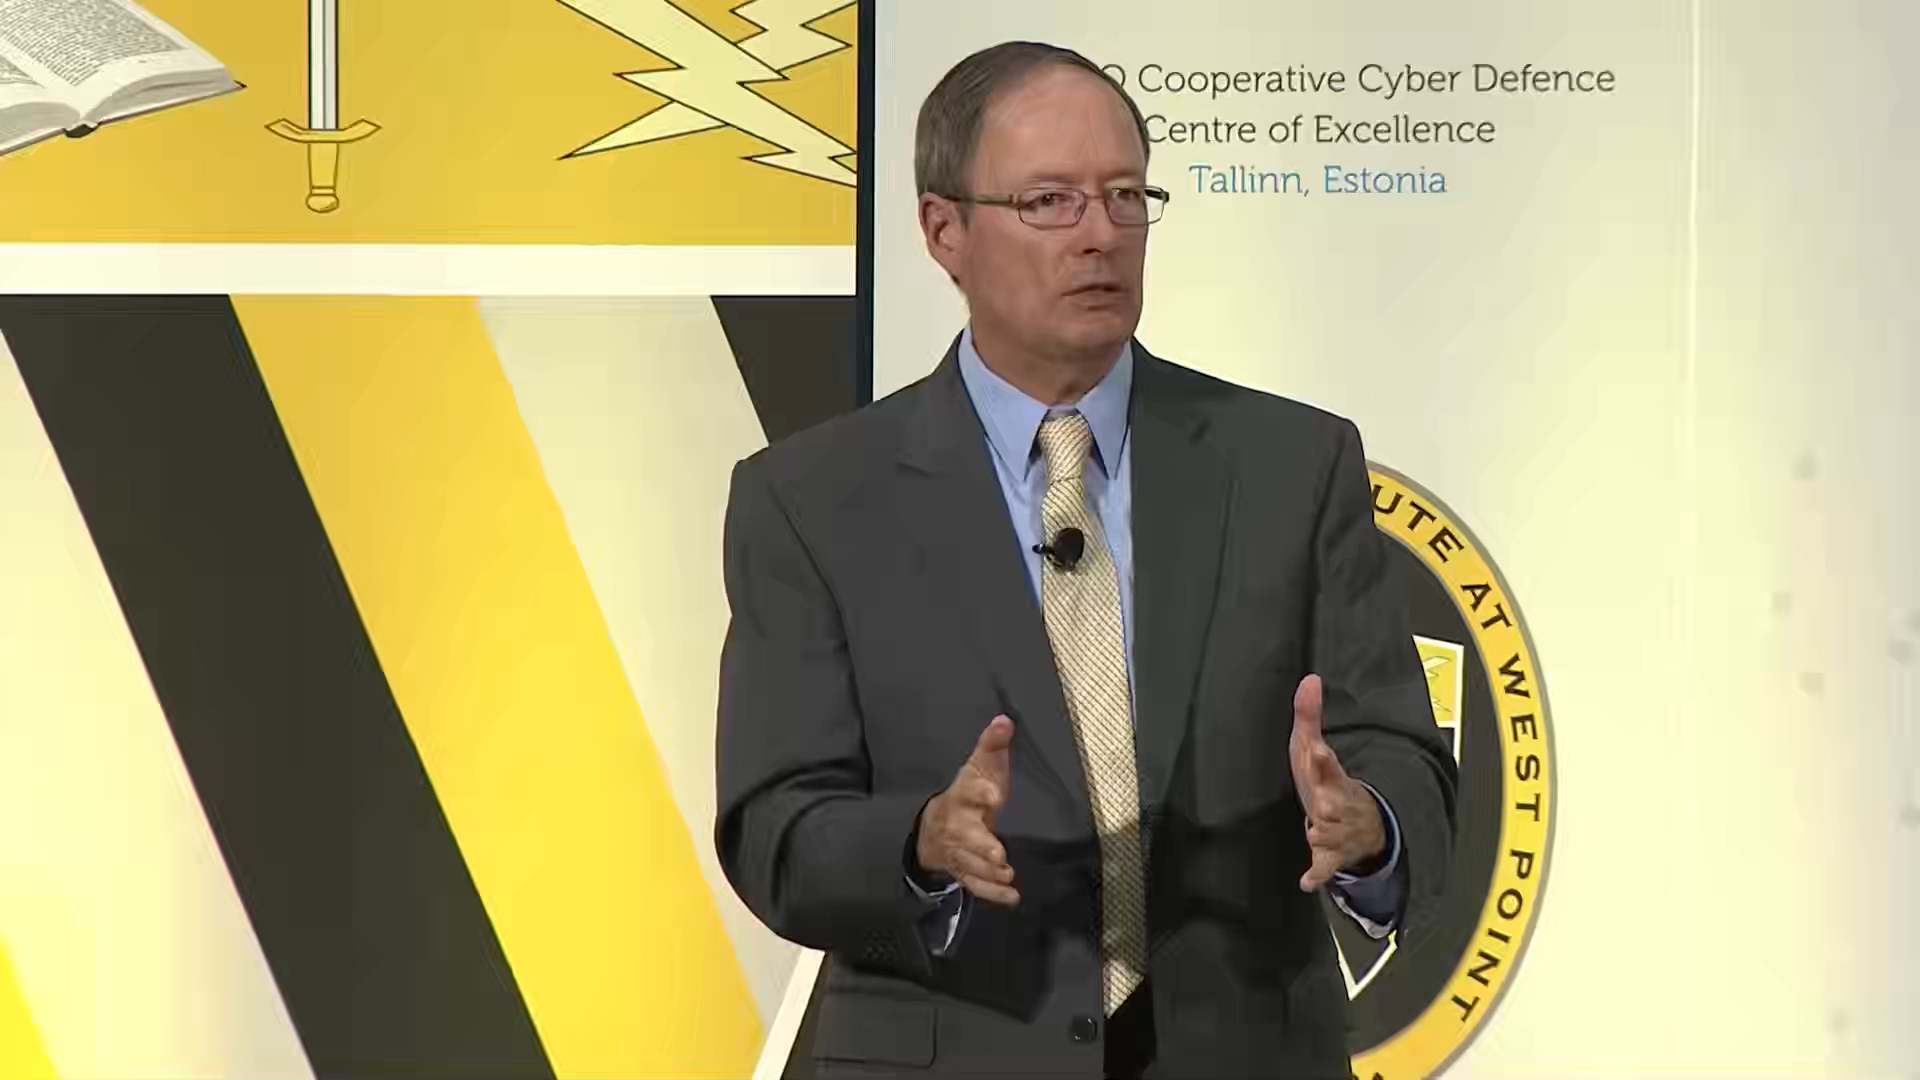 O Cooperative Cyber Defence
Centre of Excellence
Tallinn, Estonia
UTE AT WEST POINT